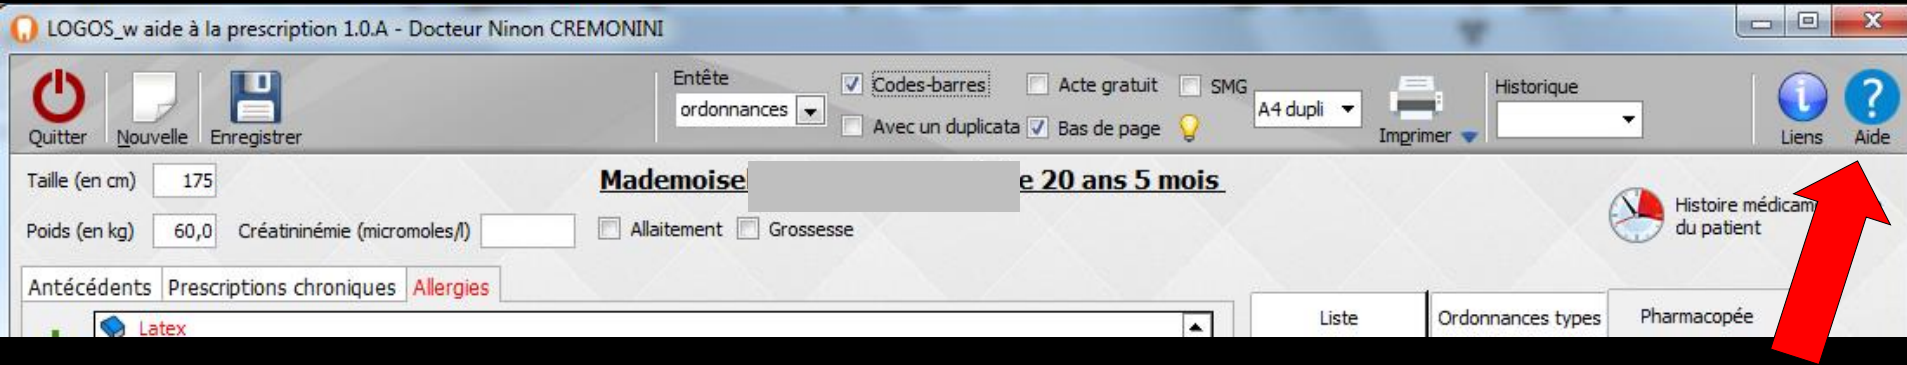 LOGOS_w aide à la prescription 1.0.A - Docteur Ninon CREMONINI
Entête
Codes-barres
Acte gratuit
SMG
Historique
ordonnances
A4 dupli
Avec un duplicata
Bas de page
Quitter
Nouvelle
Enregistrer
Imprimer
Liens
Aide
Taille (en cm) 175
Mademoisel e 20 ans 5 mois
Histoire médicam
du patient
Poids (en kg) 60,0 Créatininémie (micromoles/l)
Allaitement
Grossesse
Antécédents
Prescriptions chroniques
Allergies
Latex
Liste
Ordonnances types
Pharmacopée